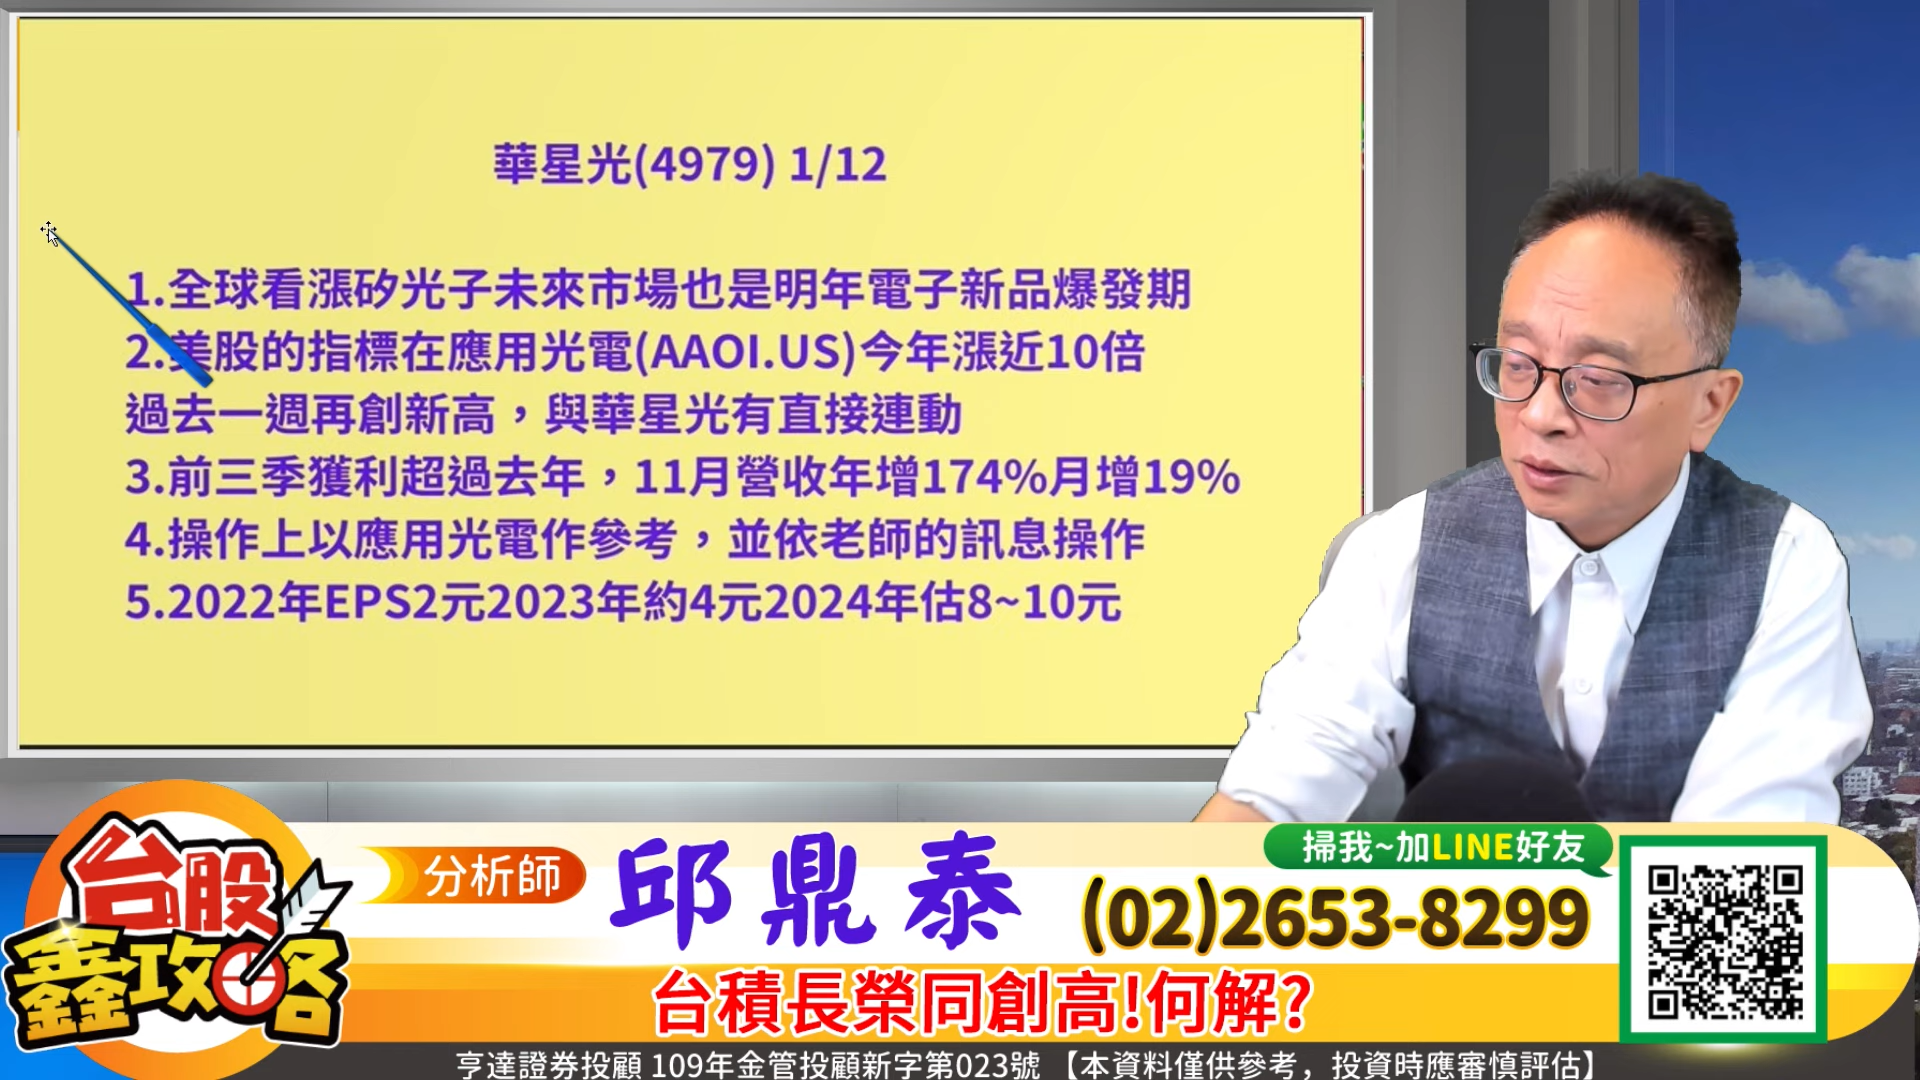 華星光(4979) 1/12
1.全球看漲矽光子未來市場也是明年電子新品爆發期
2.美股的指標在應用光電(AAOI.US)今年漲近10倍
過去一週再創新高，與華星光有直接連動
3.前三季獲利超過去年，11月營收年增174%月增19%
4.操作上以應用光電作參考，並依老師的訊息操作
5.2022年EPS2元2023年約4元2024年估8~10元
台股
鑫攻略
分析師
邱鼎泰
掃我~加LINE好友
(02)2653-8299
台積長榮同創高!何解?
亨達證券投顧 109年金管投顧新字第023號 【本資料僅供參考，投資時應審慎評估】